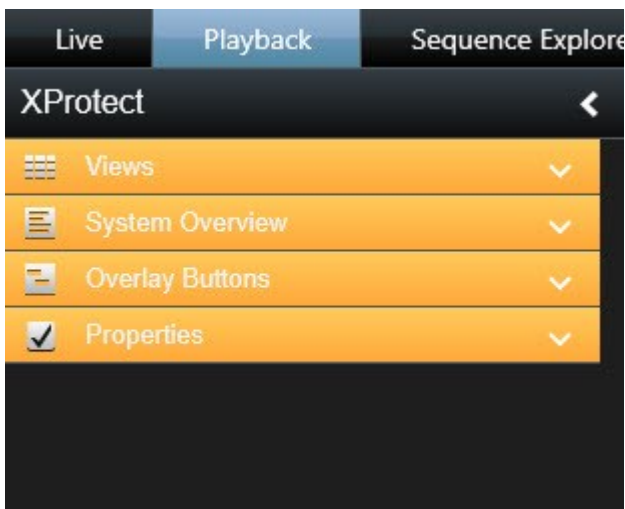 Live Playback Sequence Explore
XProtect
Views
System Overview
Overlay Buttons
Properties